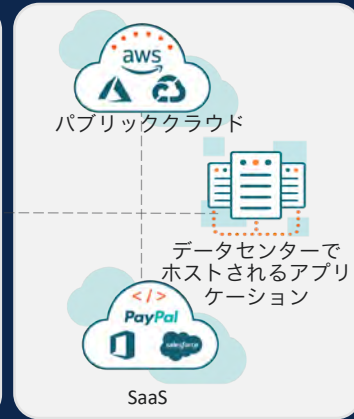 aws
パブリッククラウド
データセンターで
ホストされるアプリ
ケーション
</>
PayPal
salesforce
SaaS